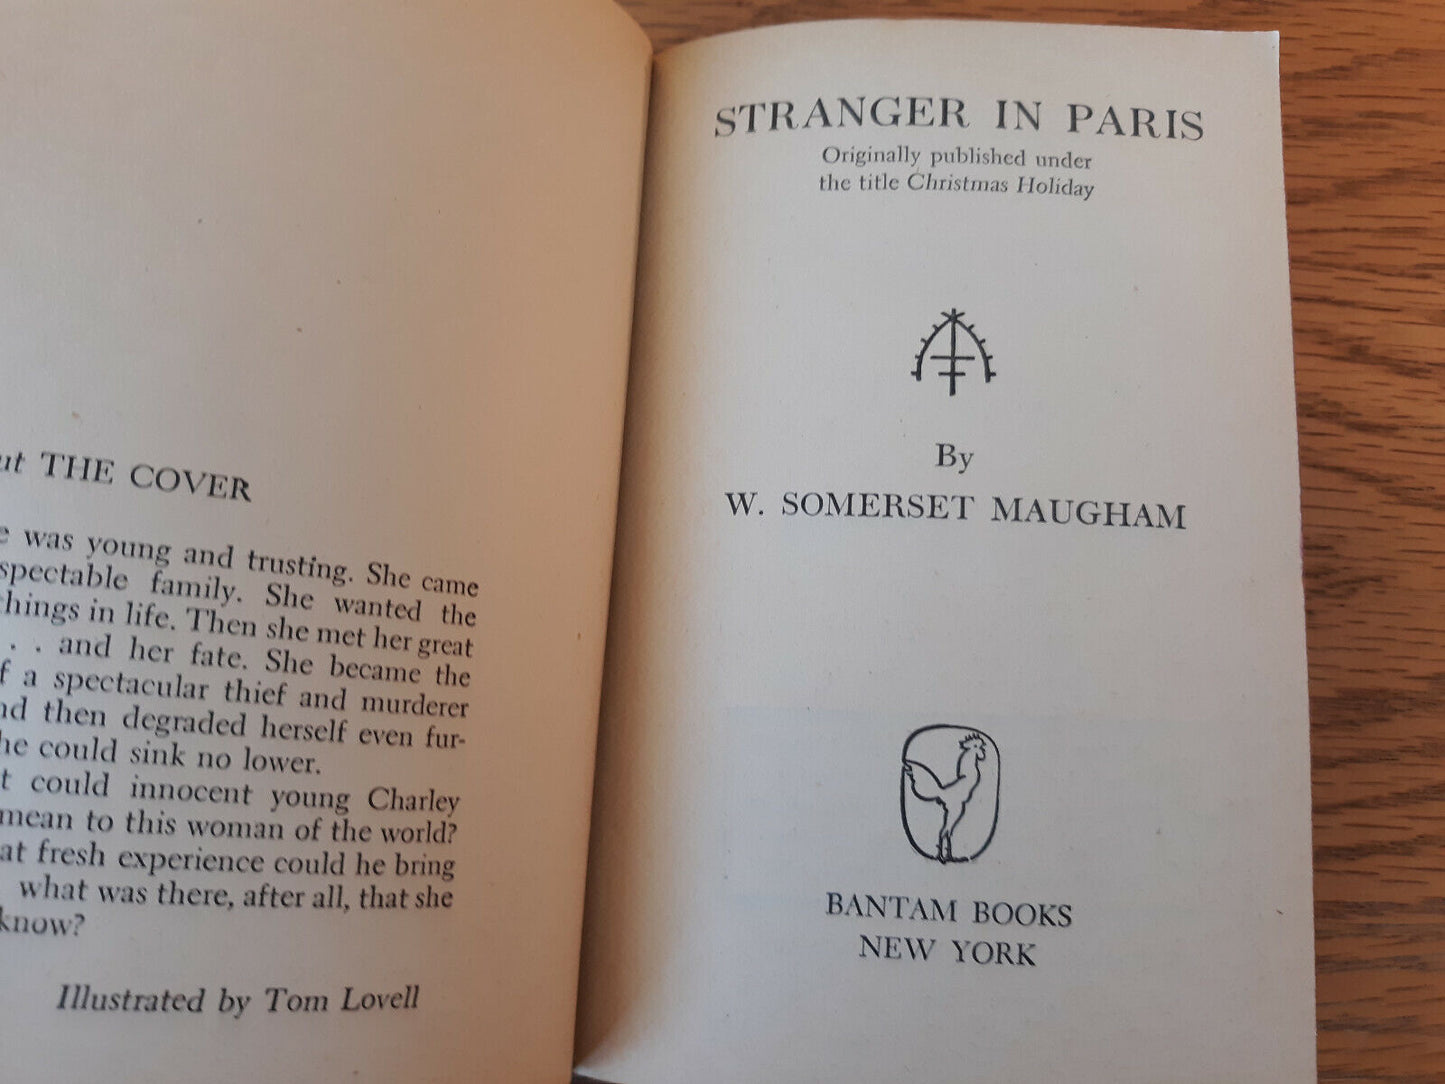 THE COVER
was young and trusting. She came
family. She wanted the
things in life. Then she met her great
. . and her fate. She became the
a spectacular thief and murderer
then degraded herself even fur-
could sink no lower.
could innocent young Charley
mean to this woman of the world?
fresh experience could he bring
what was there, after all, that she
know?
Illustrated by Tom Lovell
STRANGER IN PARIS
Originally published under
the title Christmas Holiday
By
W. SOMERSET MAUGHAM
BANTAM BOOKS
NEW YORK